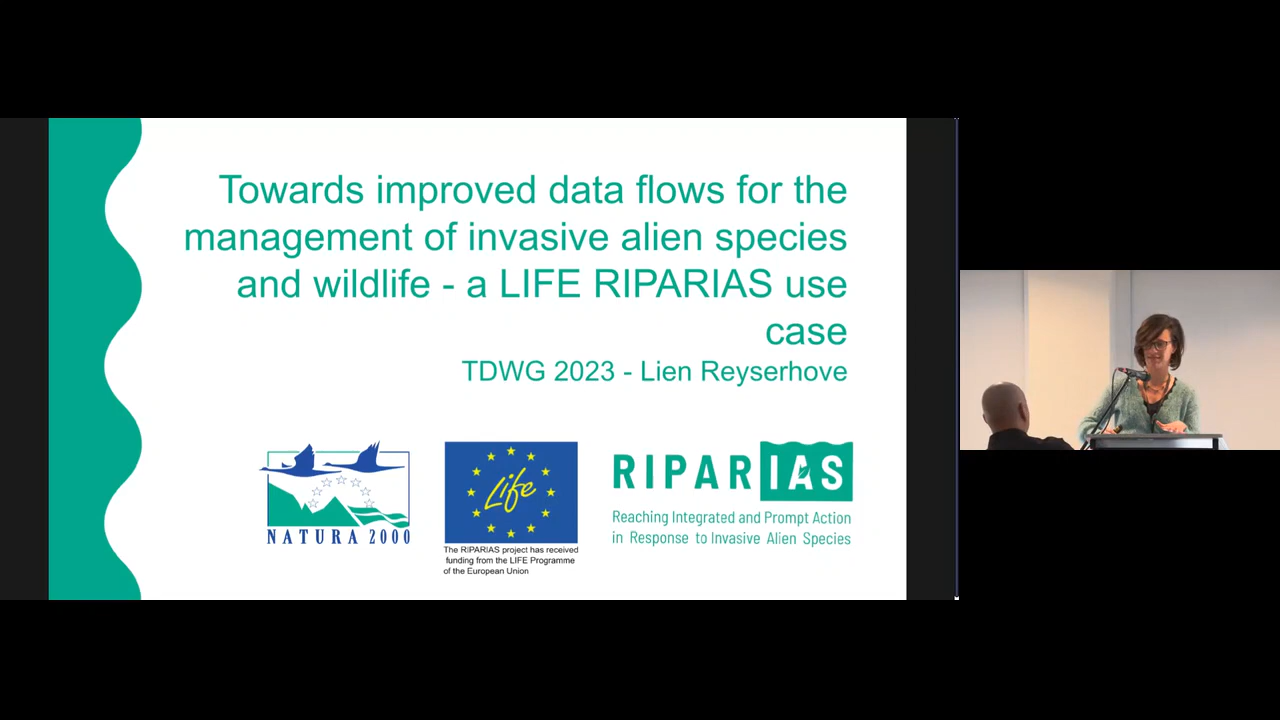 Towards improved data flows for the
management of invasive alien species
and wildlife - a LIFE RIPARIAS use
case
TDWG 2023 - Lien Reyserhove
NATURA 2000
Life
The RIPARIAS project has received
funding from the LIFE Programme
of the European Union
RIPARIAS
Reaching Integrated and Prompt Action
in Response to Invasive Alien Species